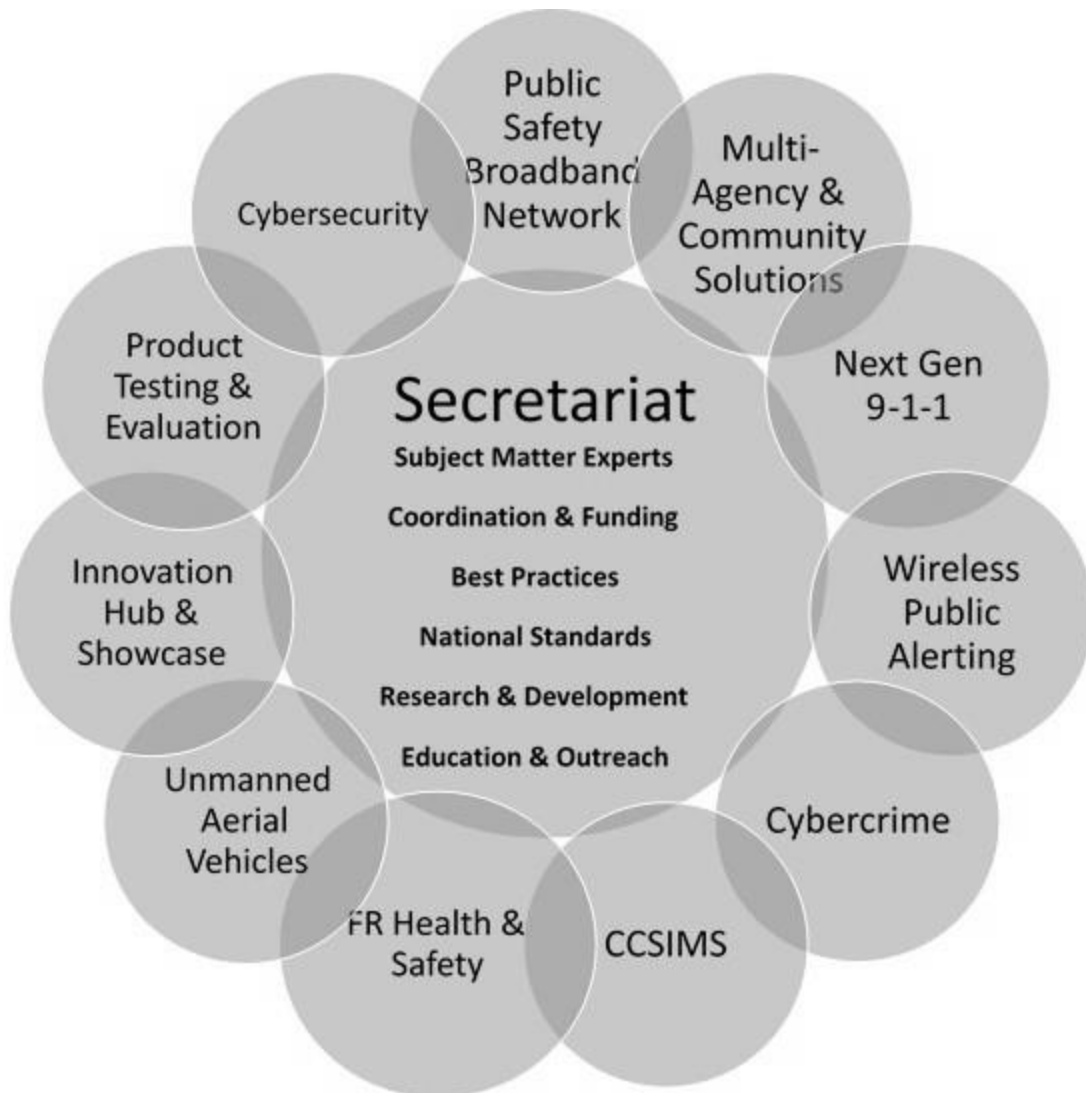 Public
Safety
Broadband
Network
Multi-
Agency &
Community
Solutions
Next Gen
9-1-1
Wireless
Public
Alerting
Cybercrime
CCSIMS
FR Health &
Safety
Unmanned
Aerial
Vehicles
Innovation
Hub &
Showcase
Product
Testing &
Evaluation
Cybersecurity
Secretariat
Subject Matter Experts
Coordination & Funding
Best Practices
National Standards
Research & Development
Education & Outreach